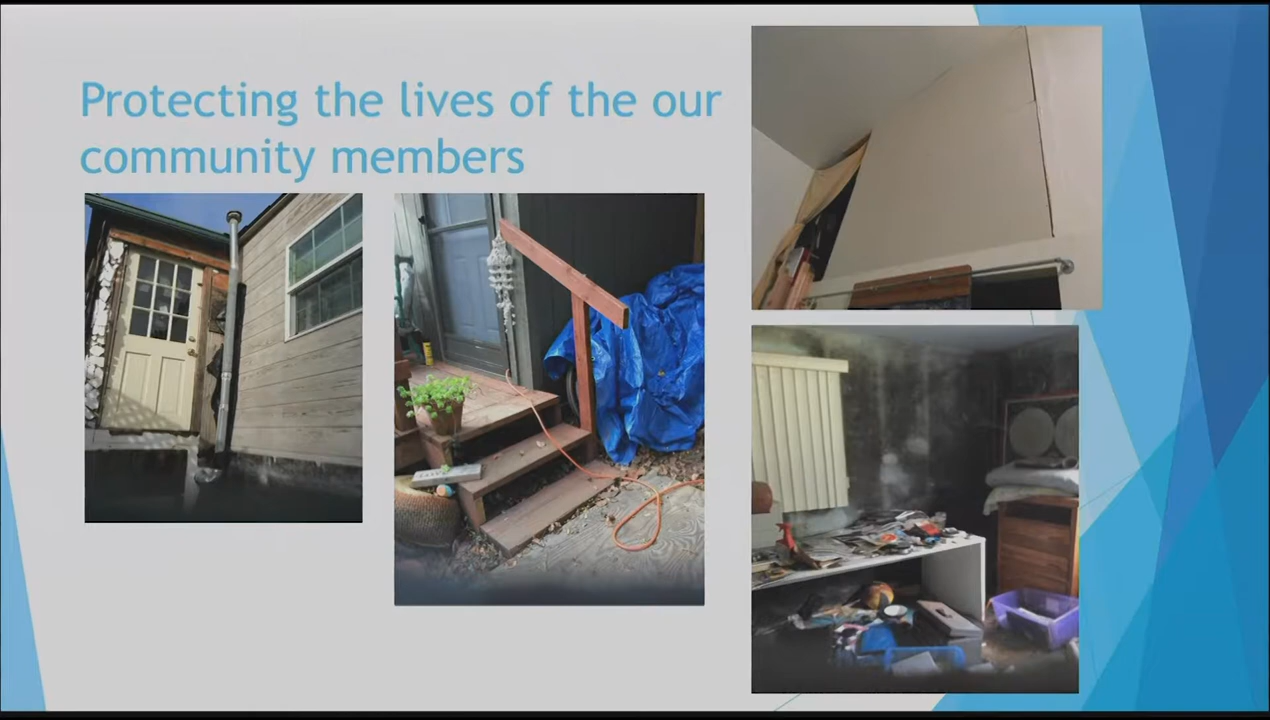 Protecting the lives of the our
community members